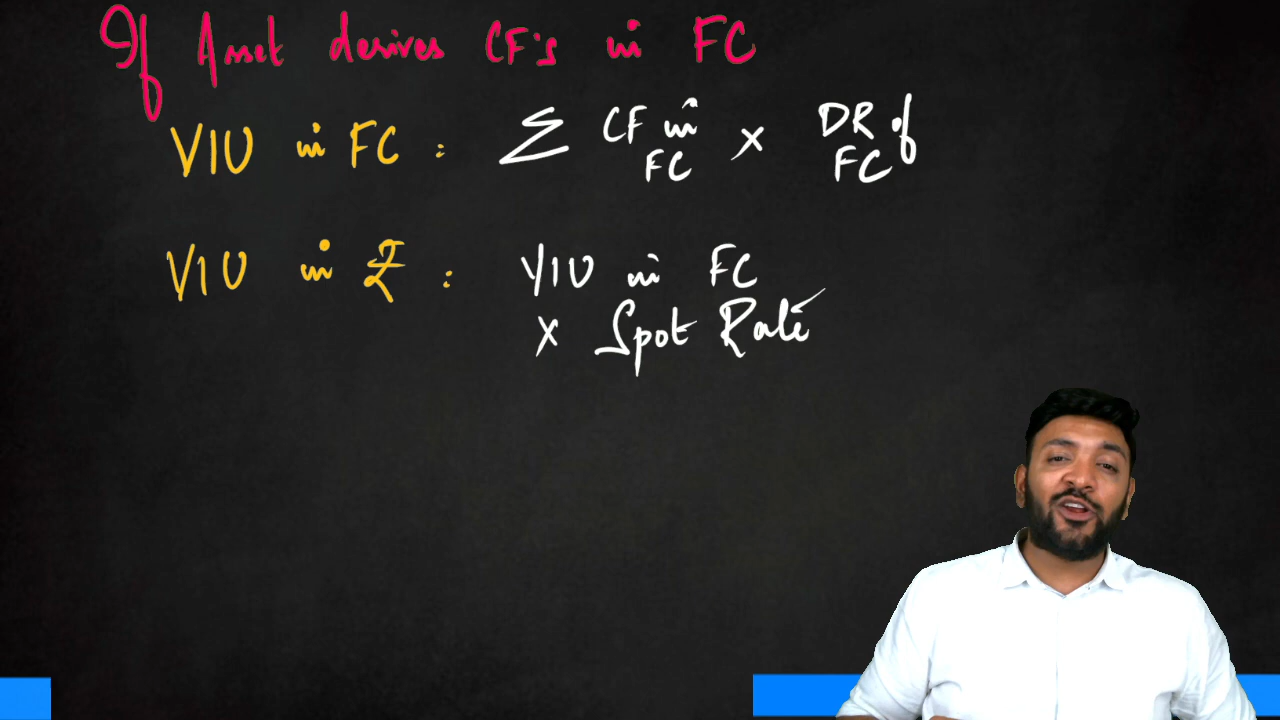 If Asset derives CF's in FC
VIU in FC : Σ CF in FC × DR of FC
VIU in ₹ : VIU in FC
× Spot Rate